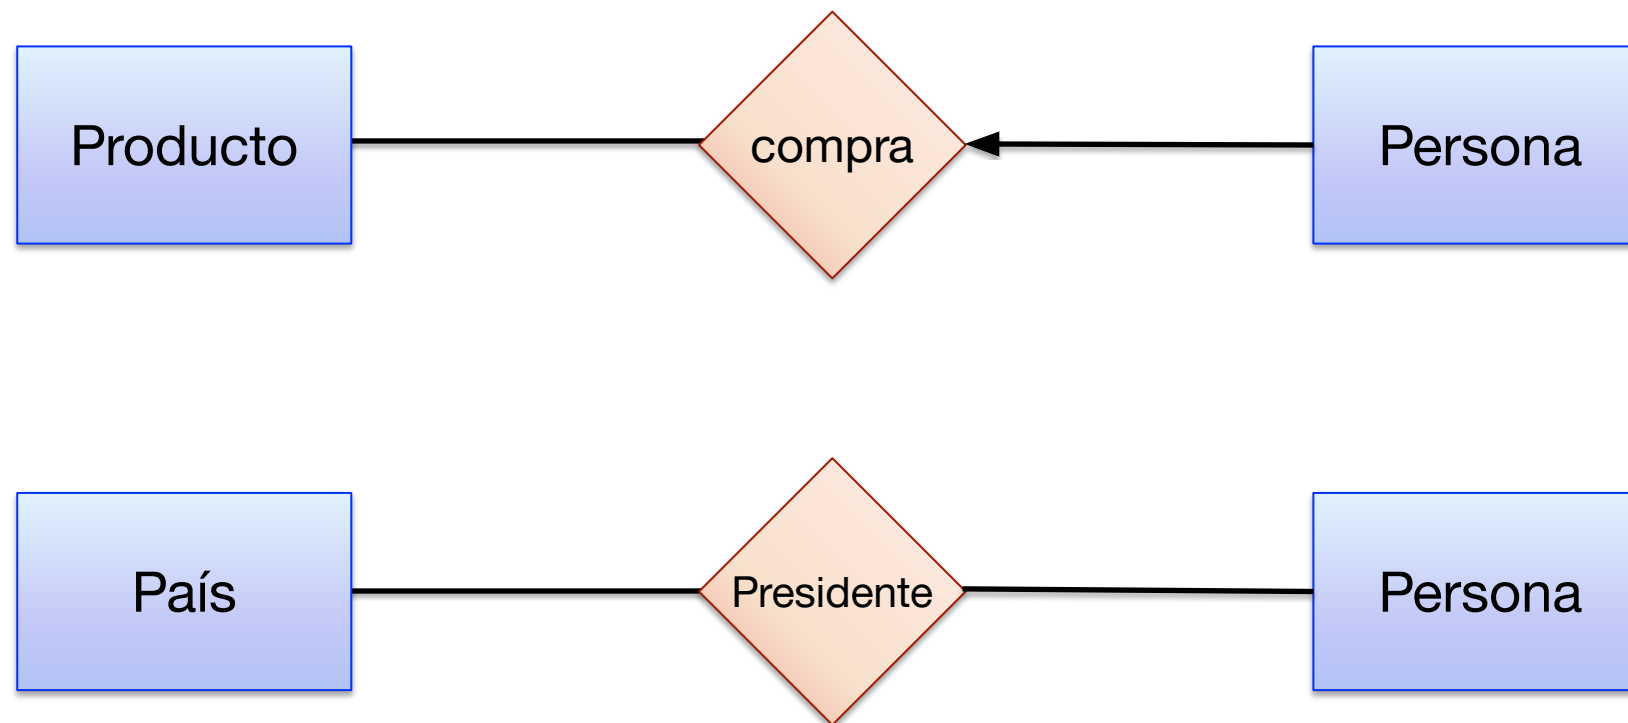 Producto
compra
Persona
País
Presidente
Persona